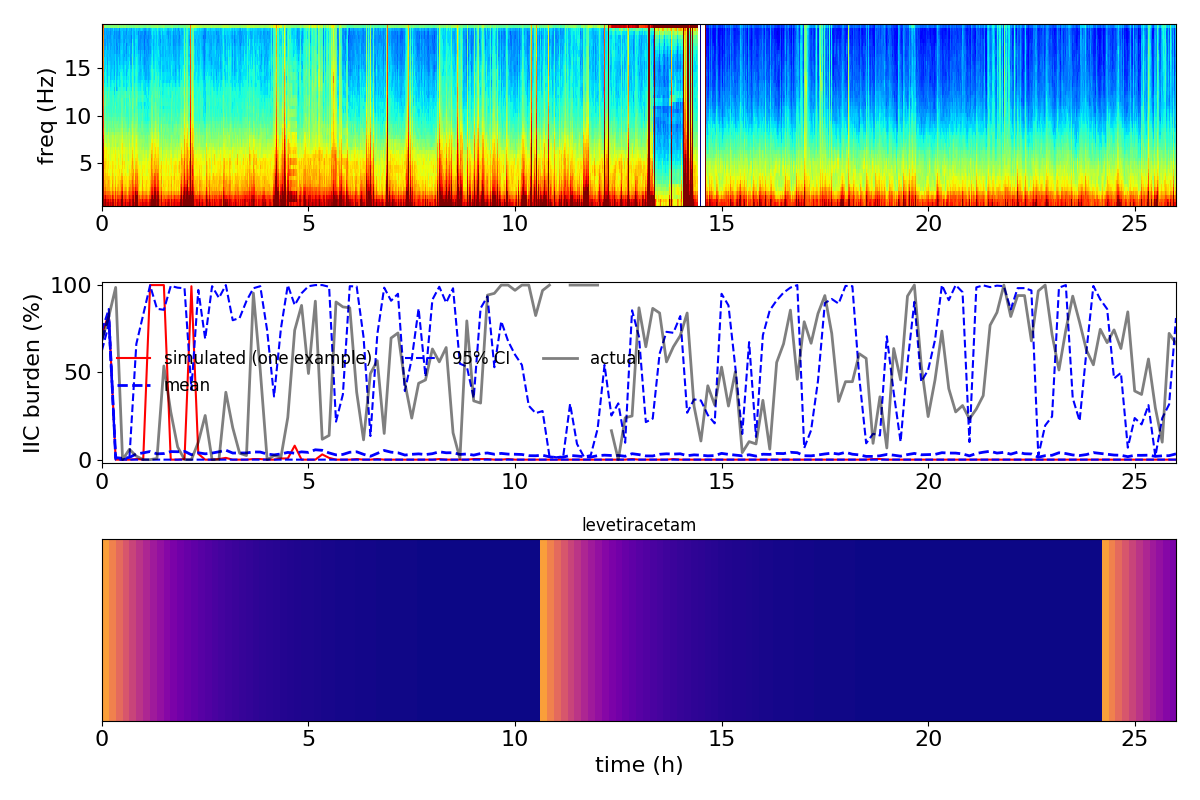 freq (Hz)
15
10
5
0 5 10 15 20 25
IIC burden (%)
100
50
0
simulated (one example) 95% CI actual
mean
0 5 10 15 20 25
levetiracetam
0 5 10 15 20 25
time (h)